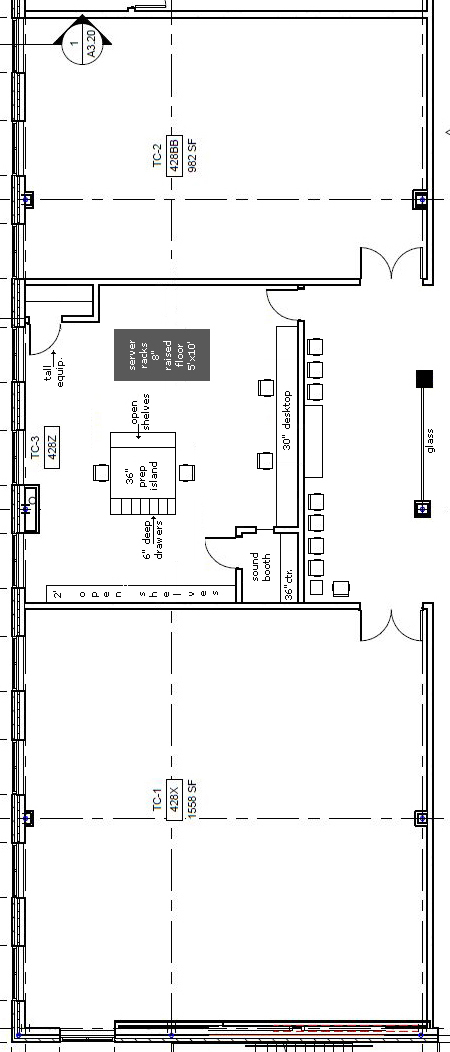 1
A3.20
TC-2
428BB
982 SF
tall
equip.
server
racks
8"
raised
floor
5'x10'
open
shelves
TC-3
428Z
36"
prep
island
30" desktop
glass
6" deep
drawers
sound
booth
36"ctr.
2' open shelves
TC-1
428X
1558 SF